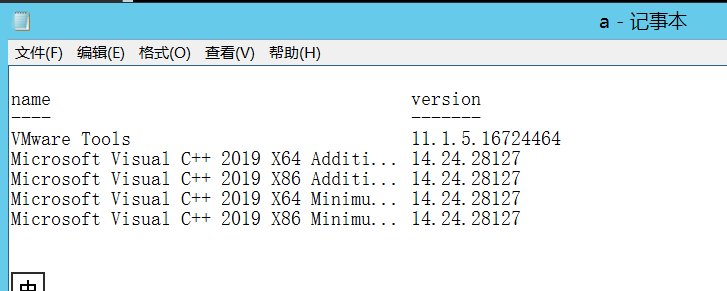 a - 记事本
文件(F) 编辑(E) 格式(O) 查看(V) 帮助(H)
name version
---- -------
VMware Tools 11.1.5.16724464
Microsoft Visual C++ 2019 X64 Additi... 14.24.28127
Microsoft Visual C++ 2019 X86 Additi... 14.24.28127
Microsoft Visual C++ 2019 X64 Minimu... 14.24.28127
Microsoft Visual C++ 2019 X86 Minimu... 14.24.28127